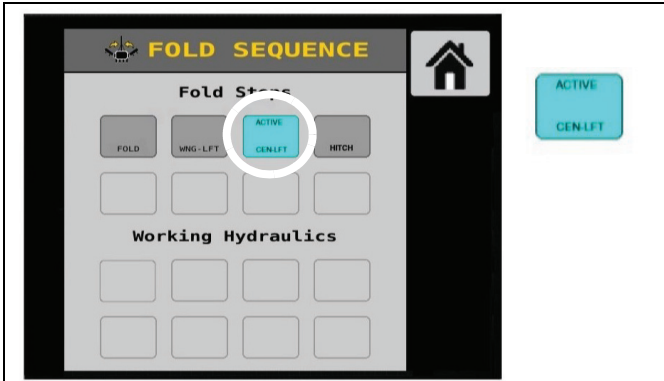 FOLD SEQUENCE
Fold Steps
ACTIVE
FOLD WNG-LFT CEN-LFT HITCH
Working Hydraulics
ACTIVE
CEN-LFT